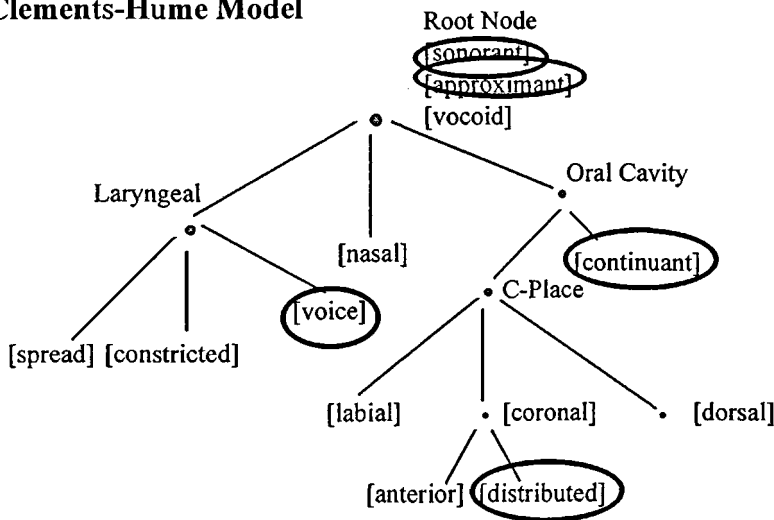 Clements-Hume Model
Root Node
[sonorant]
[approximant]
[vocoid]
Laryngeal
Oral Cavity
[nasal]
[continuant]
[voice]
C-Place
[spread] [constricted]
[labial]
[coronal]
[dorsal]
[anterior] [distributed]